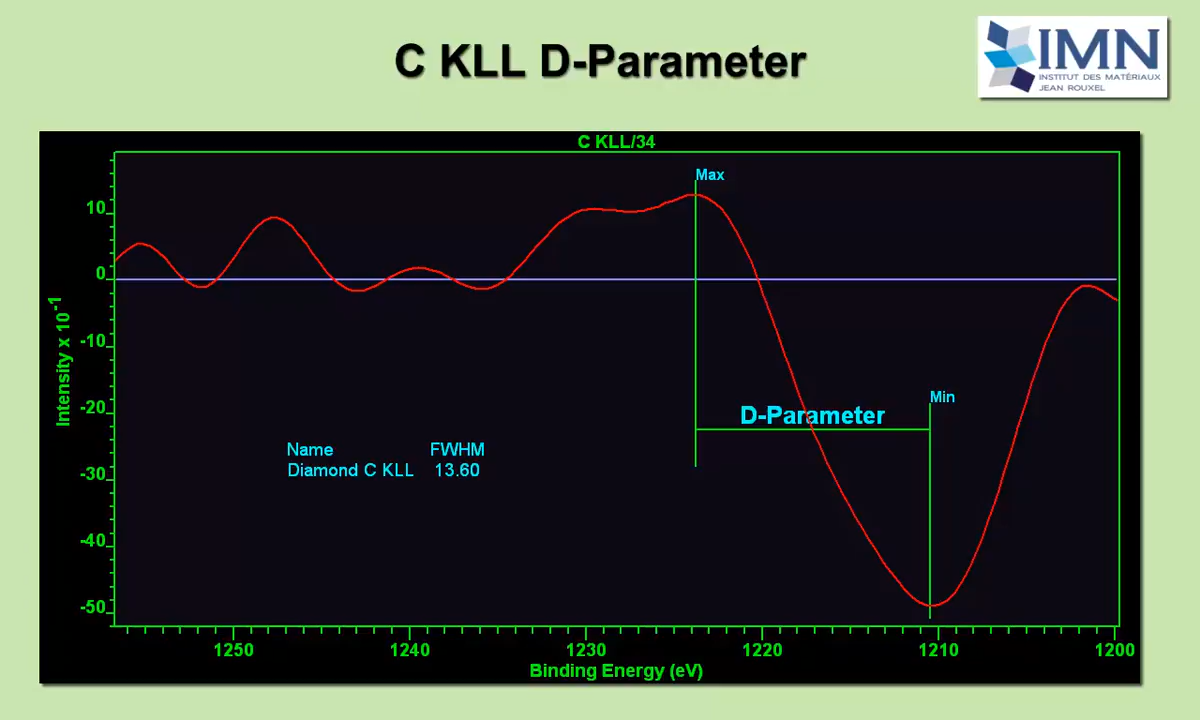 C KLL D-Parameter
IMN
INSTITUT DES MATÉRIAUX
JEAN ROUXEL
C KLL/34
Max
10
0
-10
-20
-30
-40
-50
Intensity x 10^-1
Min
D-Parameter
Name FWHM
Diamond C KLL 13.60
1250 1240 1230 1220 1210 1200
Binding Energy (eV)